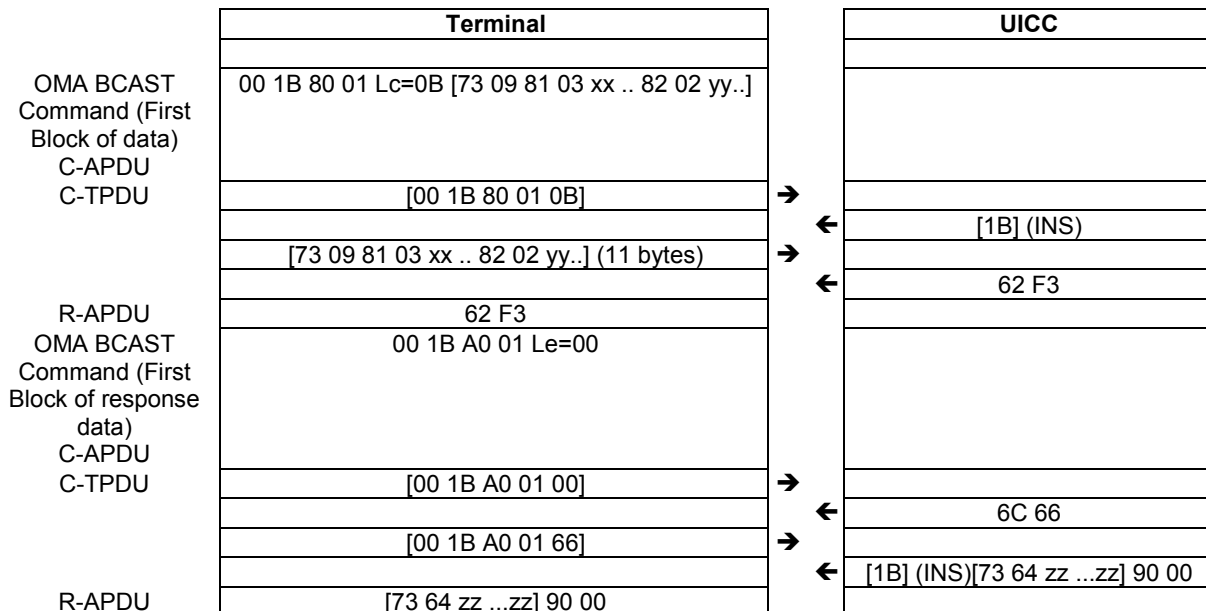 Terminal UICC
OMA BCAST 00 1B 80 01 Lc=0B [73 09 81 03 xx .. 82 02 yy..]
Command (First
Block of data)
C-APDU
C-TPDU [00 1B 80 01 0B] ➔
🡸 [1B] (INS)
[73 09 81 03 xx .. 82 02 yy..] (11 bytes) ➔
🡸 62 F3
R-APDU 62 F3
OMA BCAST 00 1B A0 01 Le=00
Command (First
Block of response
data)
C-APDU
C-TPDU [00 1B A0 01 00] ➔
🡸 6C 66
[00 1B A0 01 66] ➔
🡸 [1B] (INS)[73 64 zz ...zz] 90 00
R-APDU [73 64 zz ...zz] 90 00